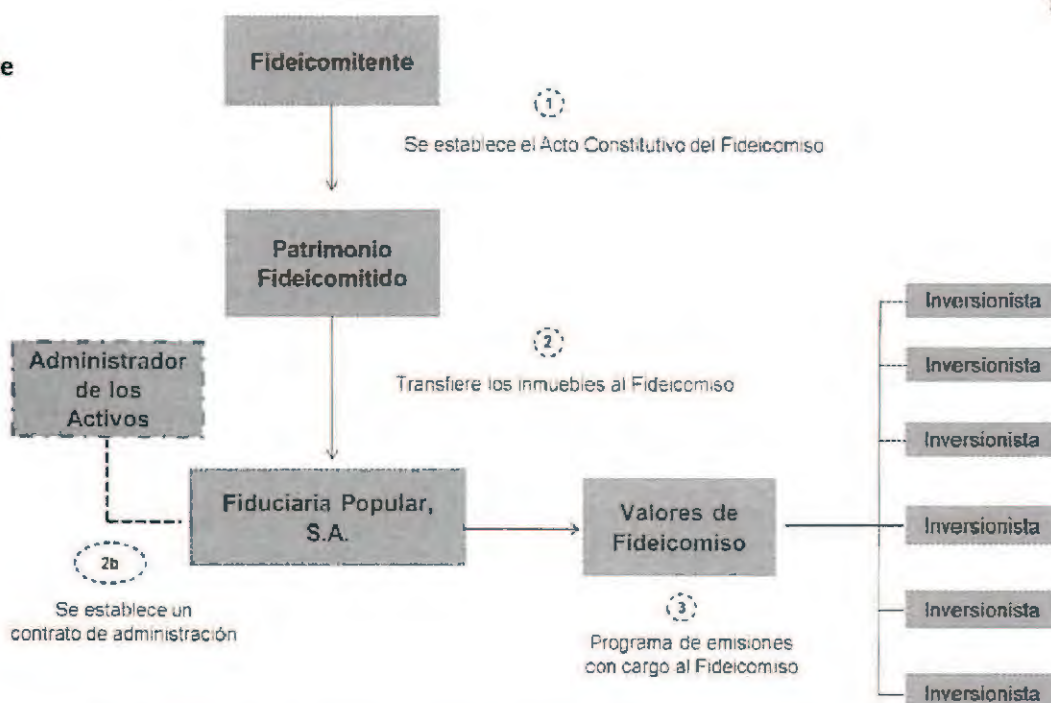 e
Fideicomitente
1
Se establece el Acto Constitutivo del Fideicomiso
Patrimonio
Fideicomitido
2
Transfiere los inmuebles al Fideicomiso
Administrador
de los
Activos
2b
Se establece un
contrato de administración
Fiduciaria Popular,
S.A.
Valores de
Fideicomiso
3
Programa de emisiones
con cargo al Fideicomiso
Inversionista
Inversionista
Inversionista
Inversionista
Inversionista
Inversionista